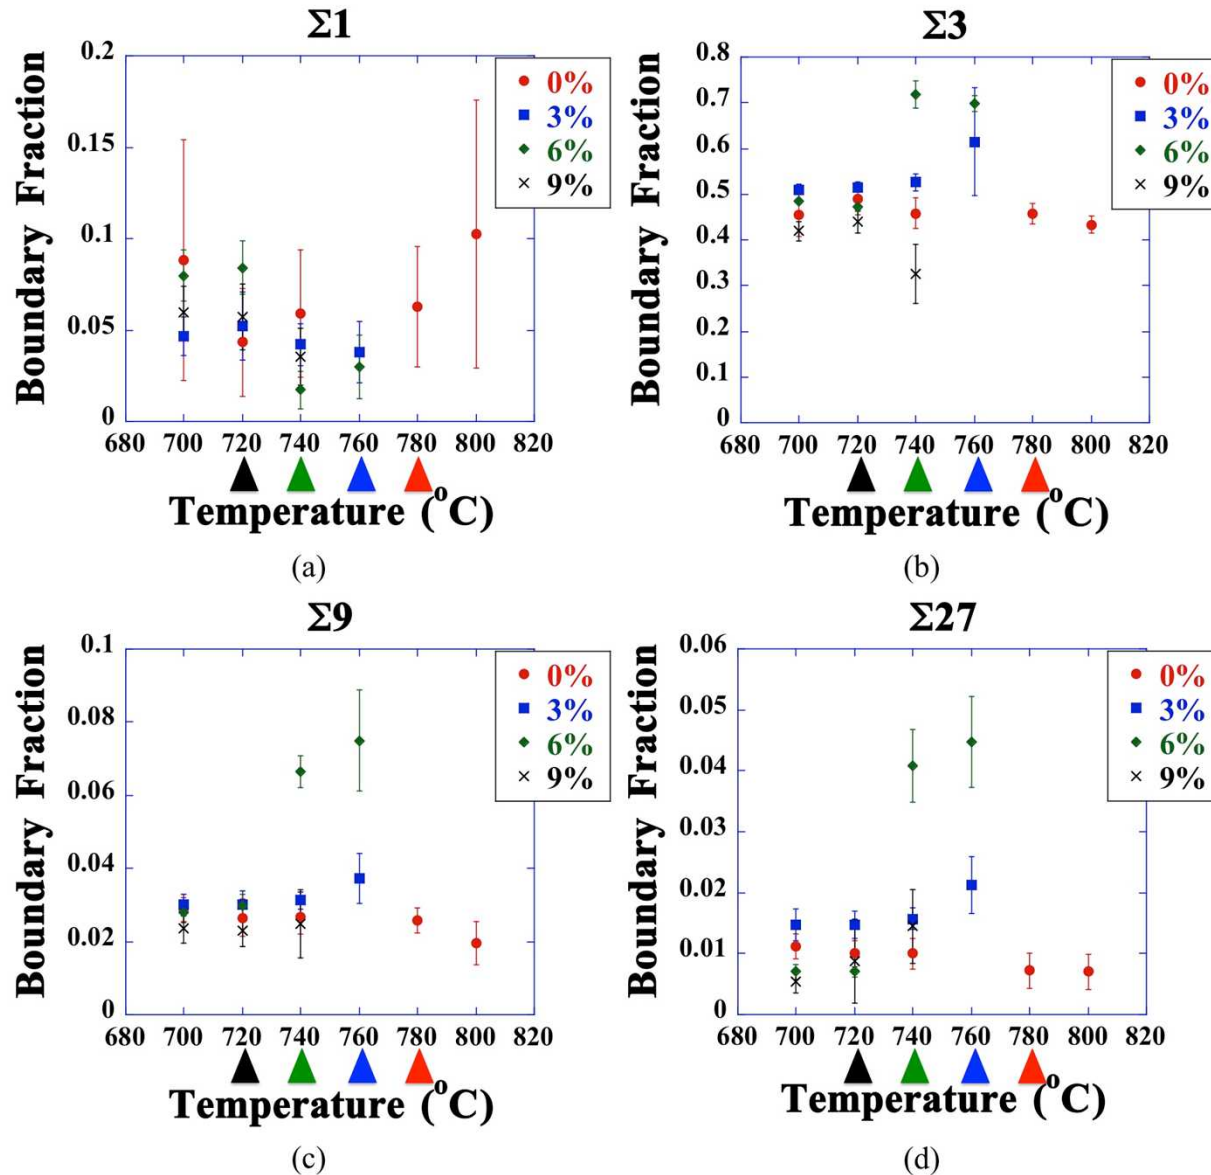 Σ1
Boundary Fraction
0.2
0.15
0.1
0.05
0
0%
3%
6%
9%
680 700 720 740 760 780 800 820
Temperature (°C)
(a)
Σ3
Boundary Fraction
0.8
0.7
0.6
0.5
0.4
0.3
0.2
0.1
0
0%
3%
6%
9%
680 700 720 740 760 780 800 820
Temperature (°C)
(b)
Σ9
Boundary Fraction
0.1
0.08
0.06
0.04
0.02
0
0%
3%
6%
9%
680 700 720 740 760 780 800 820
Temperature (°C)
(c)
Σ27
Boundary Fraction
0.06
0.05
0.04
0.03
0.02
0.01
0
0%
3%
6%
9%
680 700 720 740 760 780 800 820
Temperature (°C)
(d)